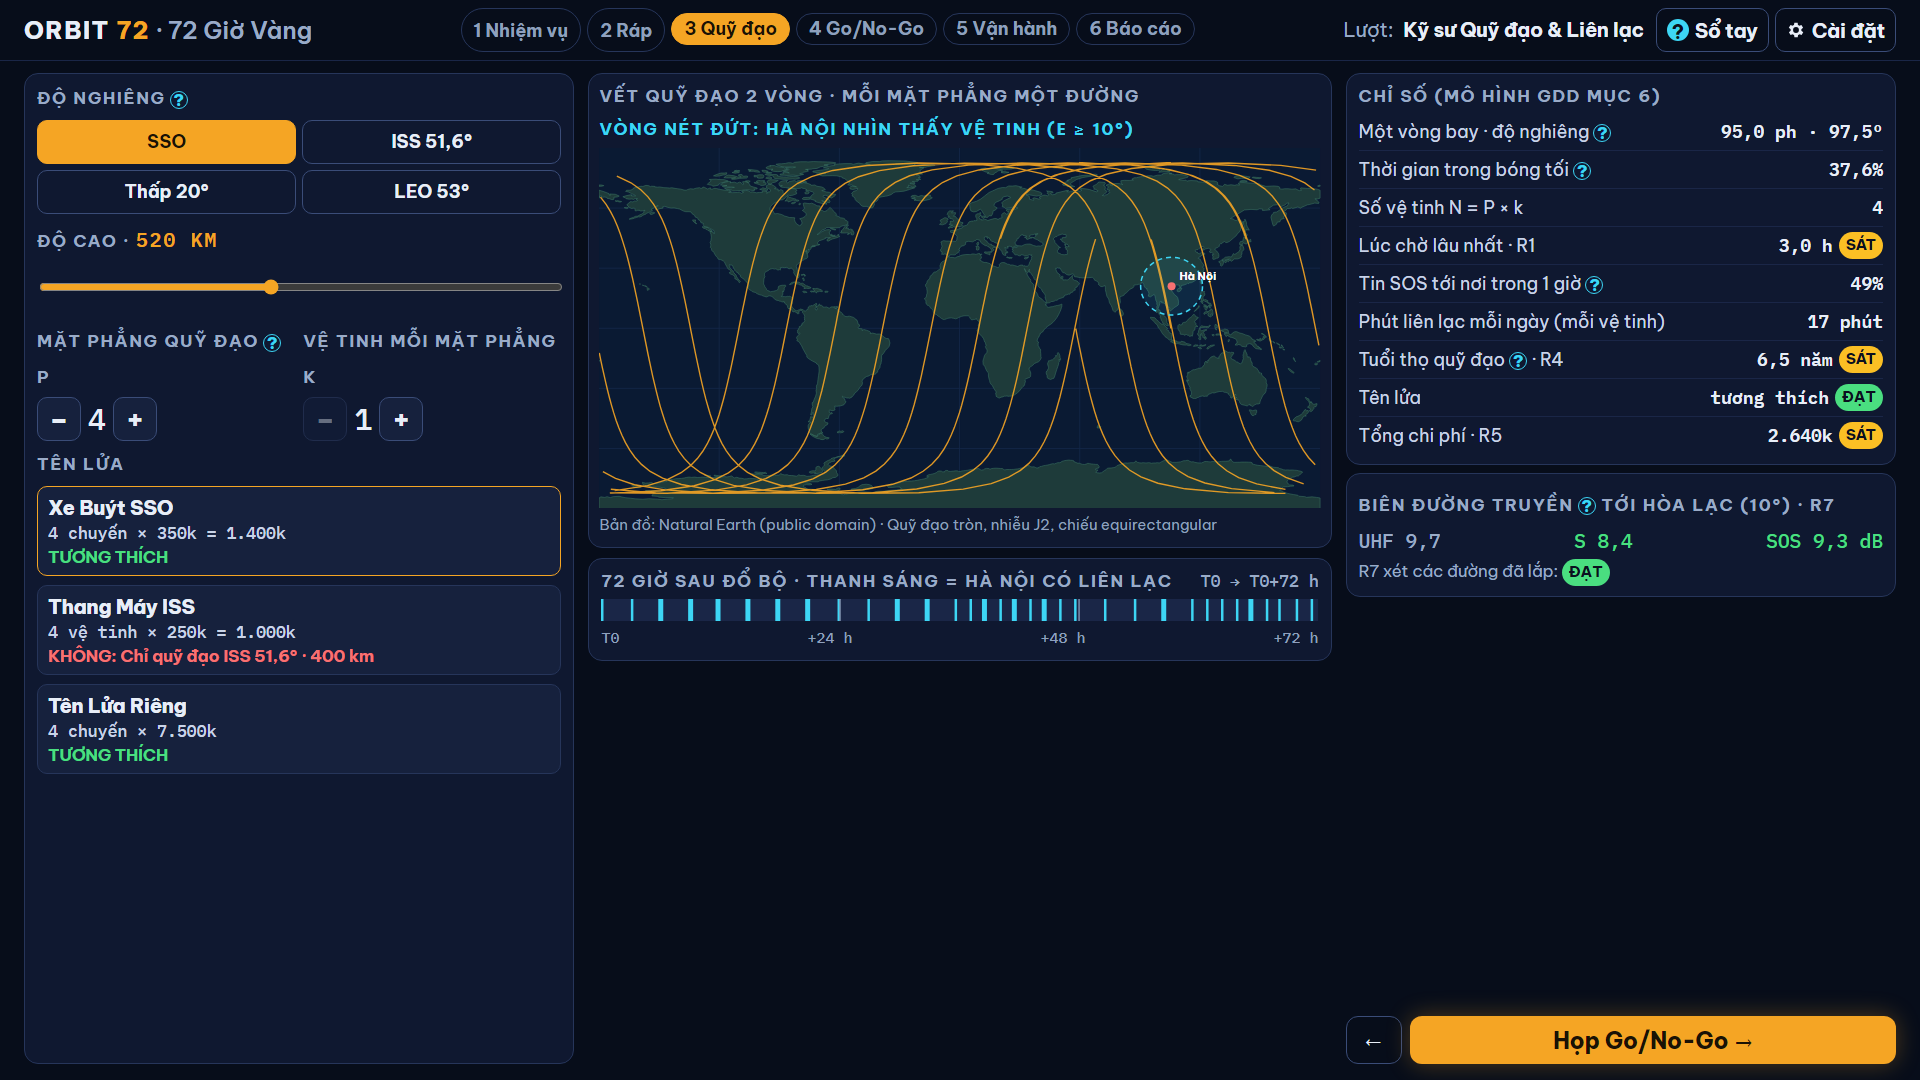 ORBIT 72 · 72 Giờ Vàng
1 Nhiệm vụ
2 Ráp
3 Quỹ đạo
4 Go/No-Go
5 Vận hành
6 Báo cáo
Lượt: Kỹ sư Quỹ đạo & Liên lạc
? Sổ tay
⚙ Cài đặt
ĐỘ NGHIÊNG ?
SSO
ISS 51,6°
Thấp 20°
LEO 53°
ĐỘ CAO · 520 KM
MẶT PHẲNG QUỸ ĐẠO ?
P
− 4 +
VỆ TINH MỖI MẶT PHẲNG
K
− 1 +
TÊN LỬA
Xe Buýt SSO
4 chuyến × 350k = 1.400k
TƯƠNG THÍCH
Thang Máy ISS
4 vệ tinh × 250k = 1.000k
KHÔNG: Chỉ quỹ đạo ISS 51,6° · 400 km
Tên Lửa Riêng
4 chuyến × 7.500k
TƯƠNG THÍCH
VẾT QUỸ ĐẠO 2 VÒNG · MỖI MẶT PHẲNG MỘT ĐƯỜNG
VÒNG NÉT ĐỨT: HÀ NỘI NHÌN THẤY VỆ TINH (E ≥ 10°)
Hà Nội
Bản đồ: Natural Earth (public domain) · Quỹ đạo tròn, nhiễu J2, chiếu equirectangular
72 GIỜ SAU ĐỔ BỘ · THANH SÁNG = HÀ NỘI CÓ LIÊN LẠC
T0 → T0+72 h
T0
+24 h
+48 h
+72 h
CHỈ SỐ (MÔ HÌNH GDD MỤC 6)
Một vòng bay · độ nghiêng ? 95,0 ph · 97,5°
Thời gian trong bóng tối ? 37,6%
Số vệ tinh N = P × k 4
Lúc chờ lâu nhất · R1 3,0 h SÁT
Tin SOS tới nơi trong 1 giờ ? 49%
Phút liên lạc mỗi ngày (mỗi vệ tinh) 17 phút
Tuổi thọ quỹ đạo ? · R4 6,5 năm SÁT
Tên lửa tương thích ĐẠT
Tổng chi phí · R5 2.640k SÁT
BIÊN ĐƯỜNG TRUYỀN ? TỚI HÒA LẠC (10°) · R7
UHF 9,7 S 8,4 SOS 9,3 dB
R7 xét các đường đã lắp: ĐẠT
←
Họp Go/No-Go →